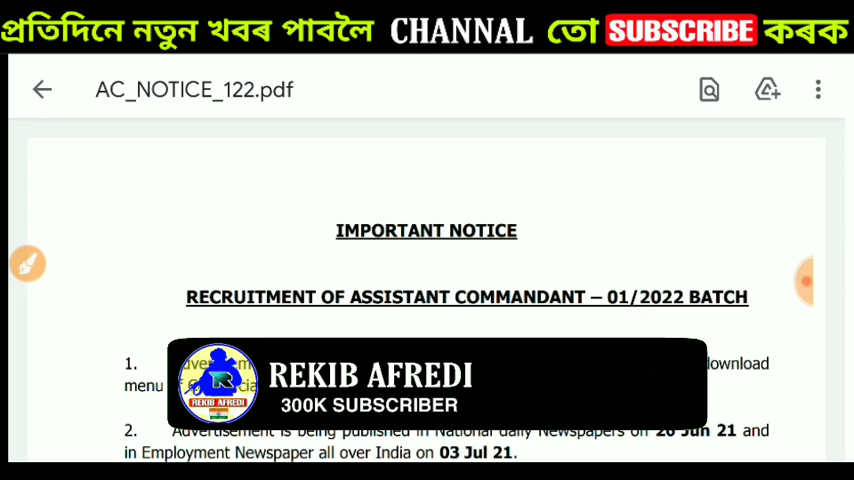 প্ৰতিদিনে নতুন খবৰ পাবলৈ CHANNAL তো SUBSCRIBE কৰক
AC_NOTICE_122.pdf
IMPORTANT NOTICE
RECRUITMENT OF ASSISTANT COMMANDANT – 01/2022 BATCH
1. download
menu
REKIB AFREDI
300K SUBSCRIBER
REKIB AFREDI
2. Advertisement is being published in National daily Newspapers on 26 Jun 21 and
in Employment Newspaper all over India on 03 Jul 21.